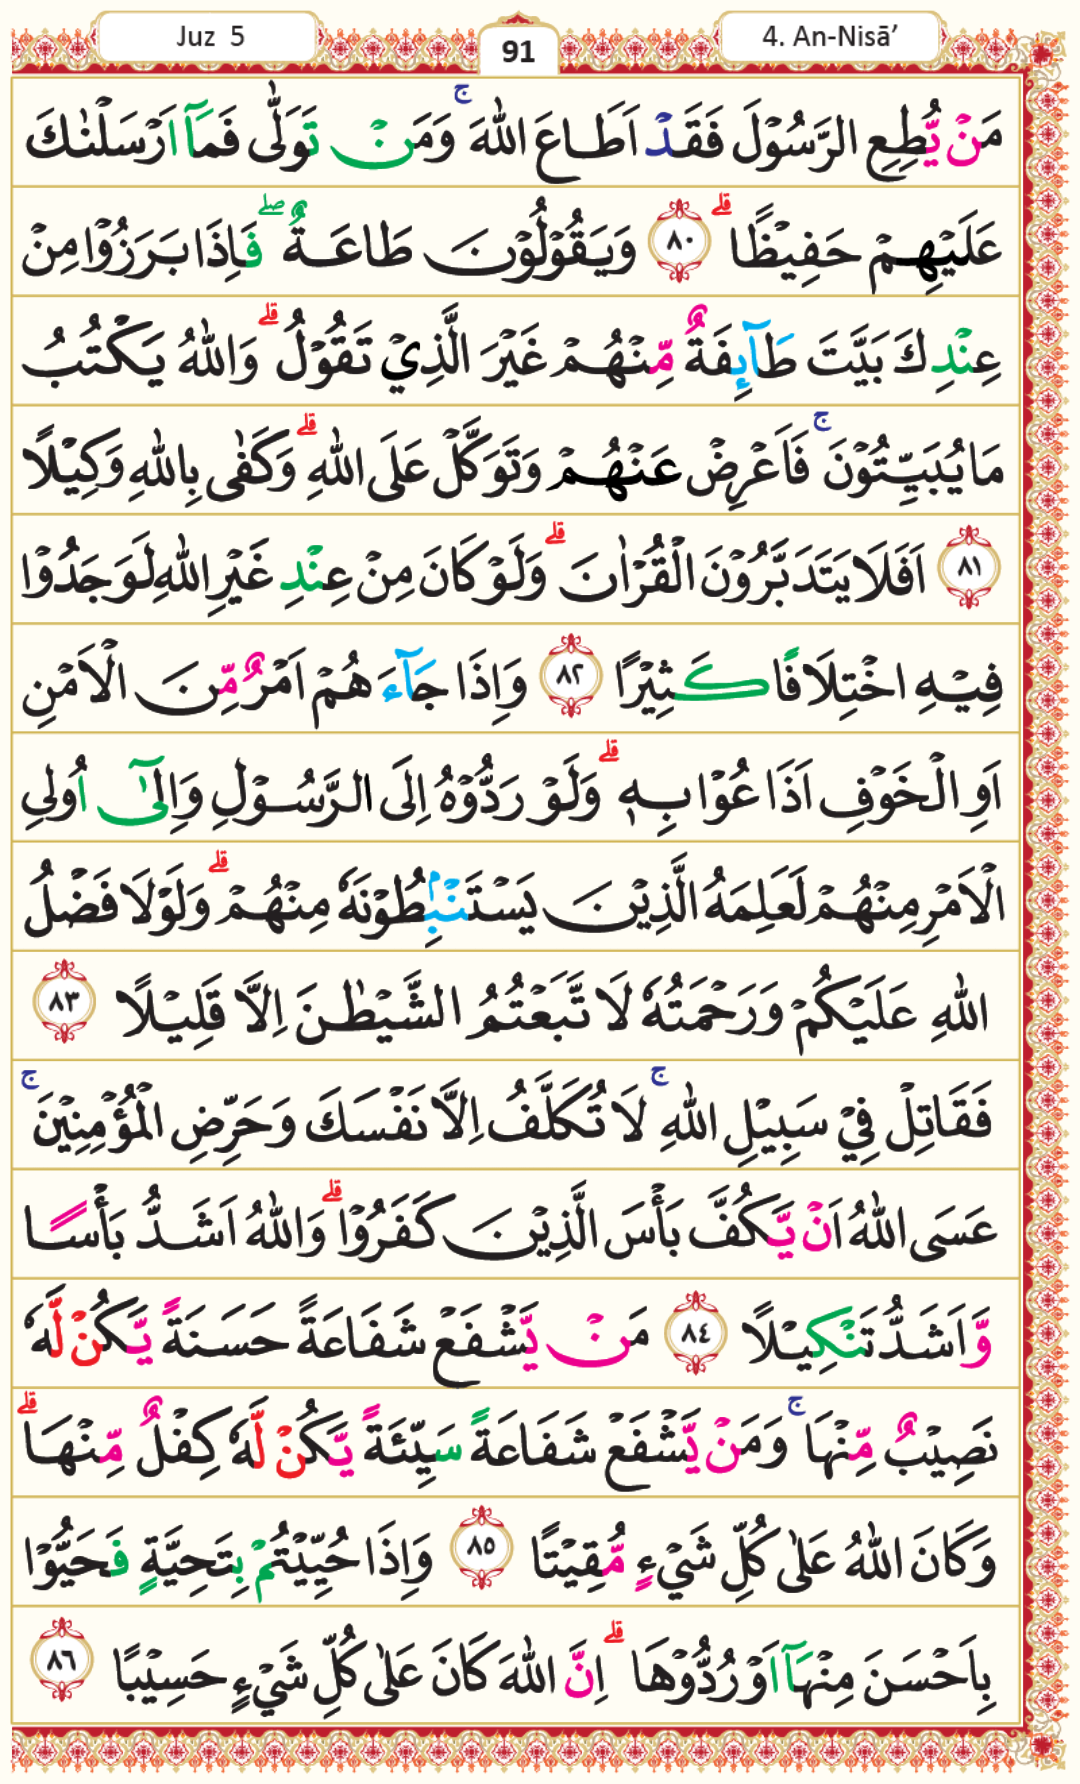 Juz 5
91
4. An-Nisā’
مَنْ يُّطِعِ الرَّسُوْلَ فَقَدْ اَطَاعَ اللّٰهَ ۚ وَمَنْ تَوَلّٰى فَمَآ اَرْسَلْنٰكَ
عَلَيْهِمْ حَفِيْظًا ۗ ٨٠ وَيَقُوْلُوْنَ طَاعَةٌ ۖ فَاِذَا بَرَزُوْا مِنْ
عِنْدِكَ بَيَّتَ طَآئِفَةٌ مِّنْهُمْ غَيْرَ الَّذِيْ تَقُوْلُ ۗ وَاللّٰهُ يَكْتُبُ
مَا يُبَيِّتُوْنَ ۚ فَاَعْرِضْ عَنْهُمْ وَتَوَكَّلْ عَلَى اللّٰهِ ۗ وَكَفٰى بِاللّٰهِ وَكِيْلًا
٨١ اَفَلَا يَتَدَبَّرُوْنَ الْقُرْاٰنَ ۗ وَلَوْ كَانَ مِنْ عِنْدِ غَيْرِ اللّٰهِ لَوَجَدُوْا
فِيْهِ اخْتِلَافًا كَثِيْرًا ٨٢ وَاِذَا جَآءَهُمْ اَمْرٌ مِّنَ الْاَمْنِ
اَوِ الْخَوْفِ اَذَاعُوْا بِهٖ ۗ وَلَوْ رَدُّوْهُ اِلَى الرَّسُوْلِ وَاِلٰٓى اُولِى
الْاَمْرِ مِنْهُمْ لَعَلِمَهُ الَّذِيْنَ يَسْتَنْۢبِطُوْنَهٗ مِنْهُمْ ۗ وَلَوْلَا فَضْلُ
اللّٰهِ عَلَيْكُمْ وَرَحْمَتُهٗ لَا تَّبَعْتُمُ الشَّيْطٰنَ اِلَّا قَلِيْلًا ٨٣
فَقَاتِلْ فِيْ سَبِيْلِ اللّٰهِ ۚ لَا تُكَلَّفُ اِلَّا نَفْسَكَ وَحَرِّضِ الْمُؤْمِنِيْنَ ۚ
عَسَى اللّٰهُ اَنْ يَّكُفَّ بَأْسَ الَّذِيْنَ كَفَرُوْا ۗ وَاللّٰهُ اَشَدُّ بَأْسًا
وَّاَشَدُّ تَنْكِيْلًا ٨٤ مَنْ يَّشْفَعْ شَفَاعَةً حَسَنَةً يَّكُنْ لَّهٗ
نَصِيْبٌ مِّنْهَا ۚ وَمَنْ يَّشْفَعْ شَفَاعَةً سَيِّئَةً يَّكُنْ لَّهٗ كِفْلٌ مِّنْهَا ۗ
وَكَانَ اللّٰهُ عَلٰى كُلِّ شَيْءٍ مُّقِيْتًا ٨٥ وَاِذَا حُيِّيْتُمْ بِتَحِيَّةٍ فَحَيُّوْا
بِاَحْسَنَ مِنْهَآ اَوْ رُدُّوْهَا ۗ اِنَّ اللّٰهَ كَانَ عَلٰى كُلِّ شَيْءٍ حَسِيْبًا ٨٦